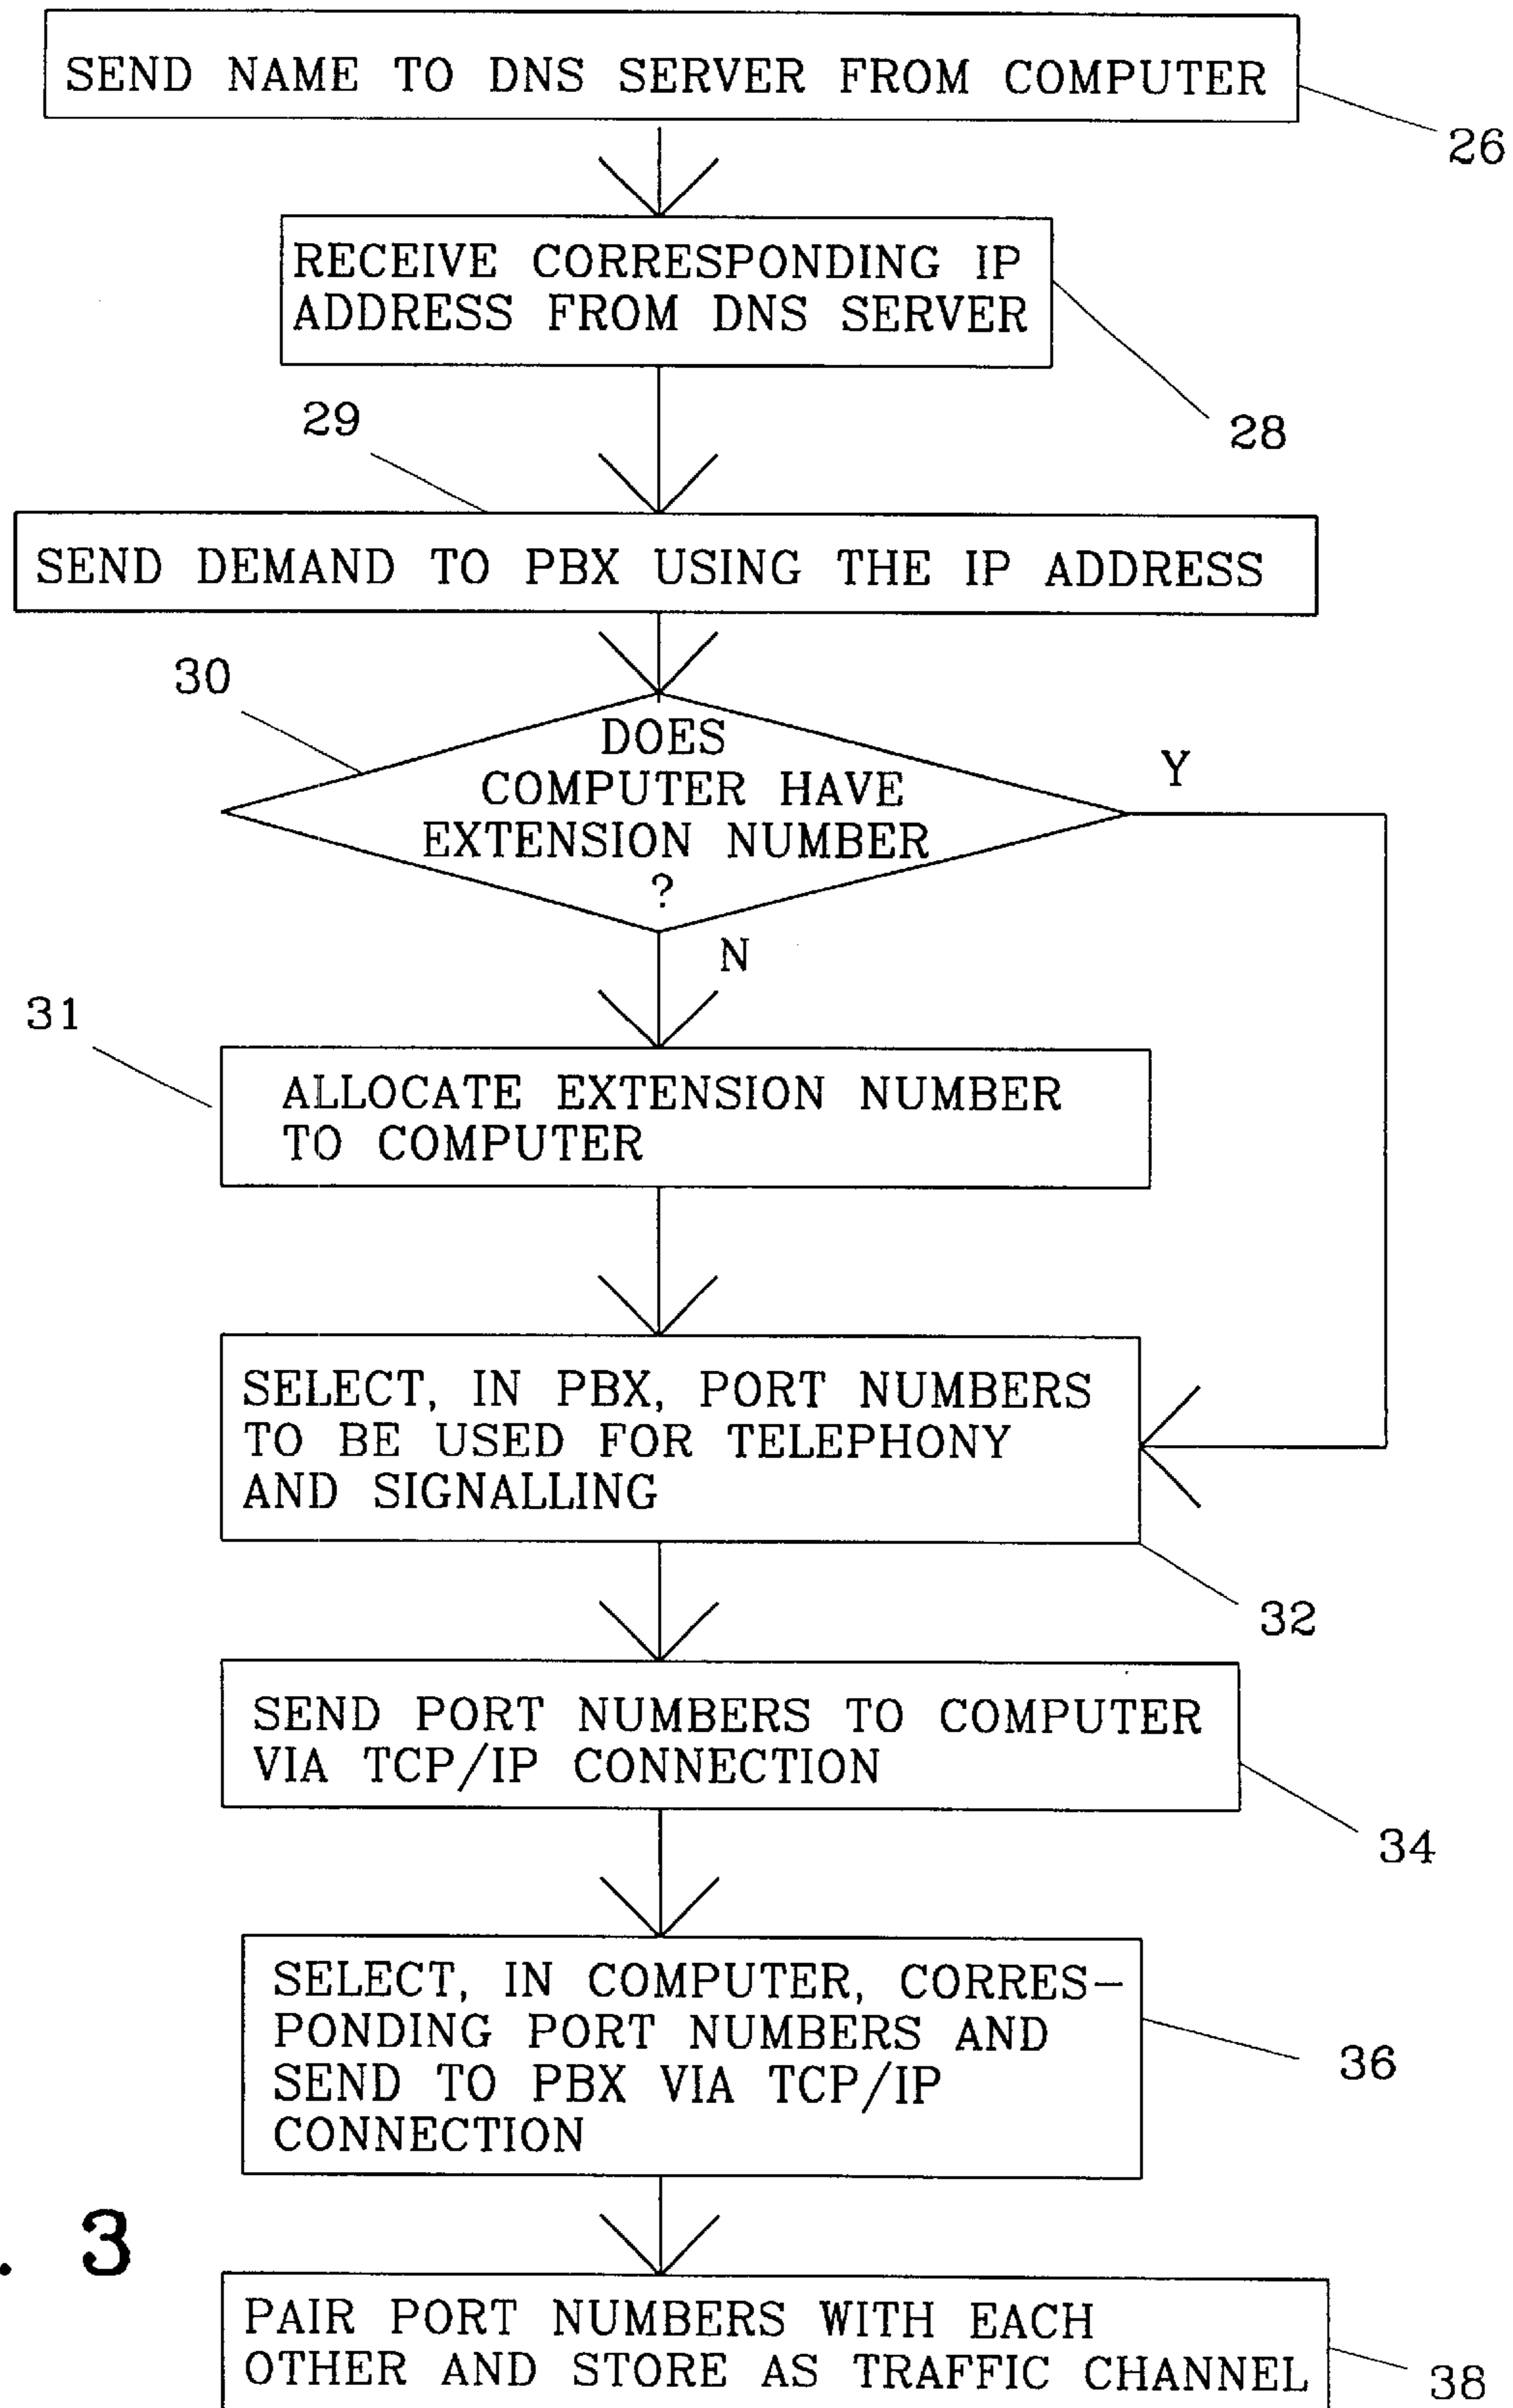 SEND NAME TO DNS SERVER FROM COMPUTER
26
RECEIVE CORRESPONDING IP
ADDRESS FROM DNS SERVER
28
29
SEND DEMAND TO PBX USING THE IP ADDRESS
30
DOES
COMPUTER HAVE
EXTENSION NUMBER
?
Y
N
31
ALLOCATE EXTENSION NUMBER
TO COMPUTER
SELECT, IN PBX, PORT NUMBERS
TO BE USED FOR TELEPHONY
AND SIGNALLING
32
SEND PORT NUMBERS TO COMPUTER
VIA TCP/IP CONNECTION
34
SELECT, IN COMPUTER, CORRES-
PONDING PORT NUMBERS AND
SEND TO PBX VIA TCP/IP
CONNECTION
36
. 3
PAIR PORT NUMBERS WITH EACH
OTHER AND STORE AS TRAFFIC CHANNEL
38